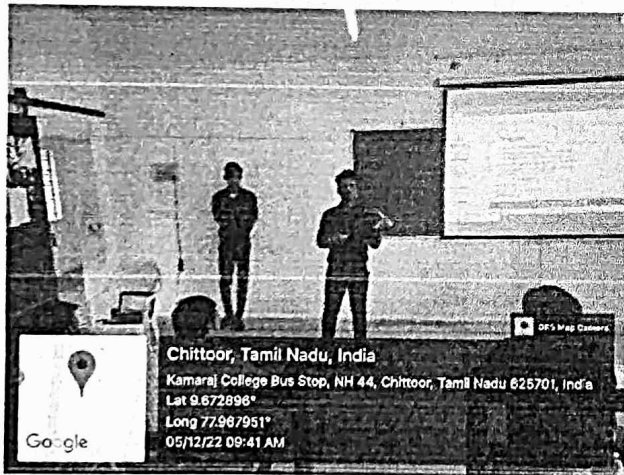 GPS Map Camera
Chittoor, Tamil Nadu, India
Kamaraj College Bus Stop, NH 44, Chittoor, Tamil Nadu 625701, India
Lat 9.672896°
Long 77.967951°
05/12/22 09:41 AM
Google